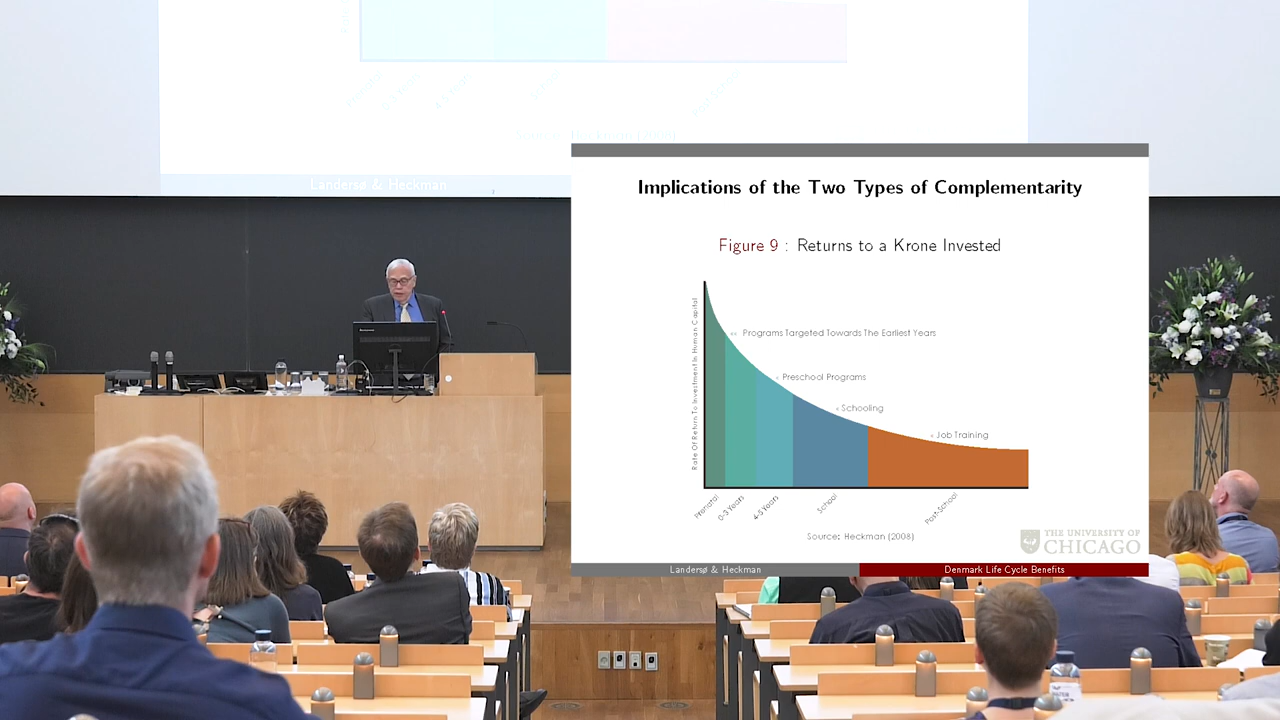 Landersø & Heckman
Implications of the Two Types of Complementarity
Figure 9 : Returns to a Krone Invested
Rate Of Return To Investment In Human Capital
Programs Targeted Towards The Earliest Years
Preschool Programs
Schooling
Job Training
Prenatal
0-3 Years
4-5 Years
School
Post-School
Source: Heckman (2008)
THE UNIVERSITY OF
CHICAGO
Landersø & Heckman
Denmark Life Cycle Benefits